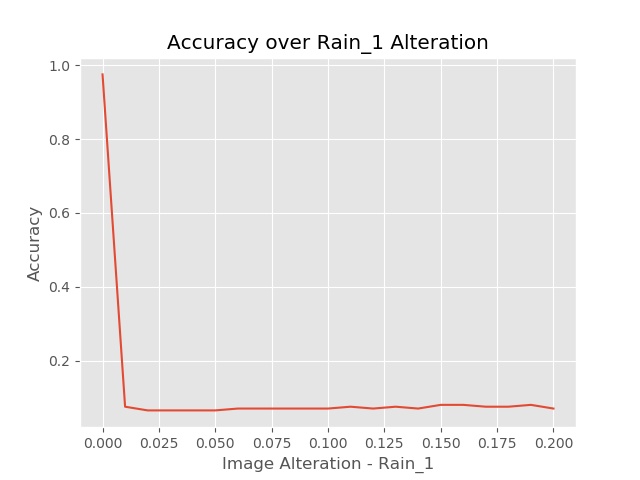 Accuracy over Rain_1 Alteration
1.0
0.8
0.6
0.4
0.2
Accuracy
0.000 0.025 0.050 0.075 0.100 0.125 0.150 0.175 0.200
Image Alteration - Rain_1